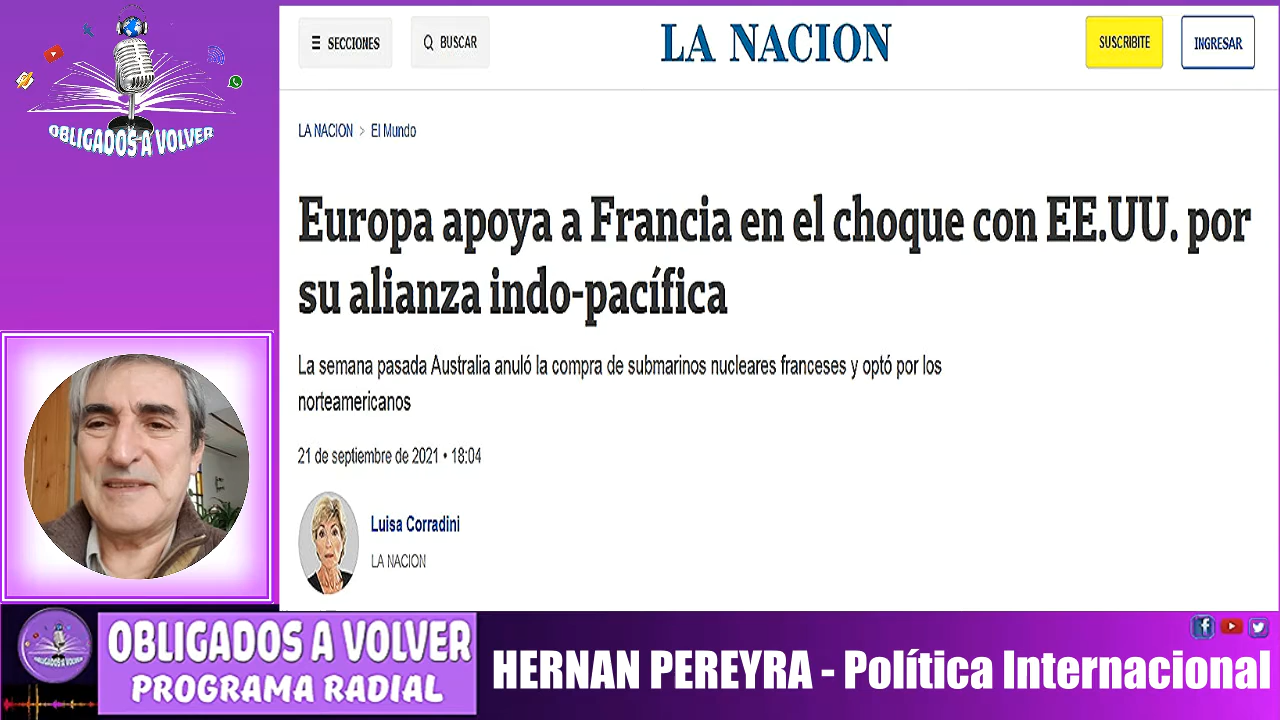 OBLIGADOS A VOLVER
SECCIONES
BUSCAR
LA NACION
SUSCRIBITE
INGRESAR
LA NACION > El Mundo
Europa apoya a Francia en el choque con EE.UU. por
su alianza indo-pacífica
La semana pasada Australia anuló la compra de submarinos nucleares franceses y optó por los
norteamericanos
21 de septiembre de 2021 • 18:04
Luisa Corradini
LA NACION
OBLIGADOS A VOLVER
OBLIGADOS A VOLVER
PROGRAMA RADIAL
HERNAN PEREYRA - Política Internacional